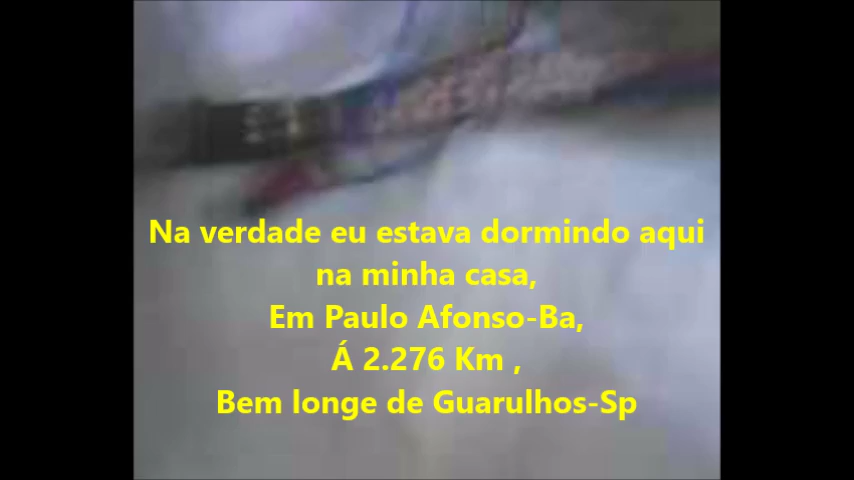 Na verdade eu estava dormindo aqui
na minha casa,
Em Paulo Afonso-Ba,
Á 2.276 Km ,
Bem longe de Guarulhos-Sp